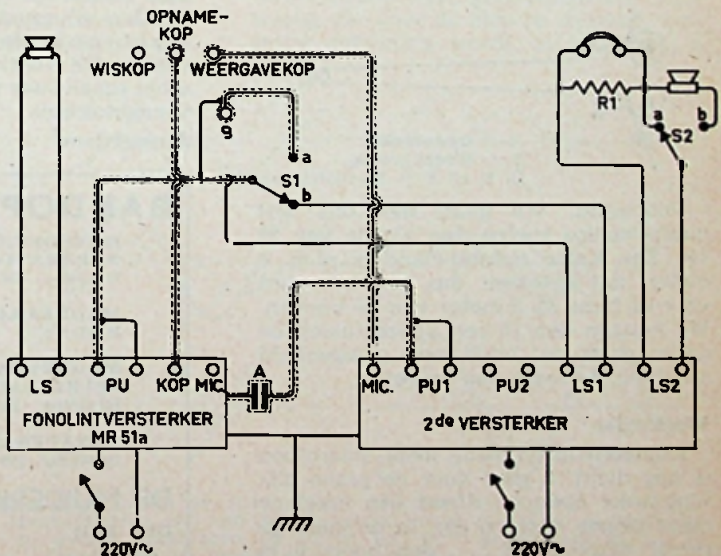 OPNAME-
KOP
WISKOP
WEERGAVEKOP
g
a
S1
b
R1
a
b
S2
LS
PU
KOP
MIC
A
MIC.
PU1
PU2
LS1
LS2
FONOLINTVERSTERKER
MR 51a
2de VERSTERKER
220V~
220V~